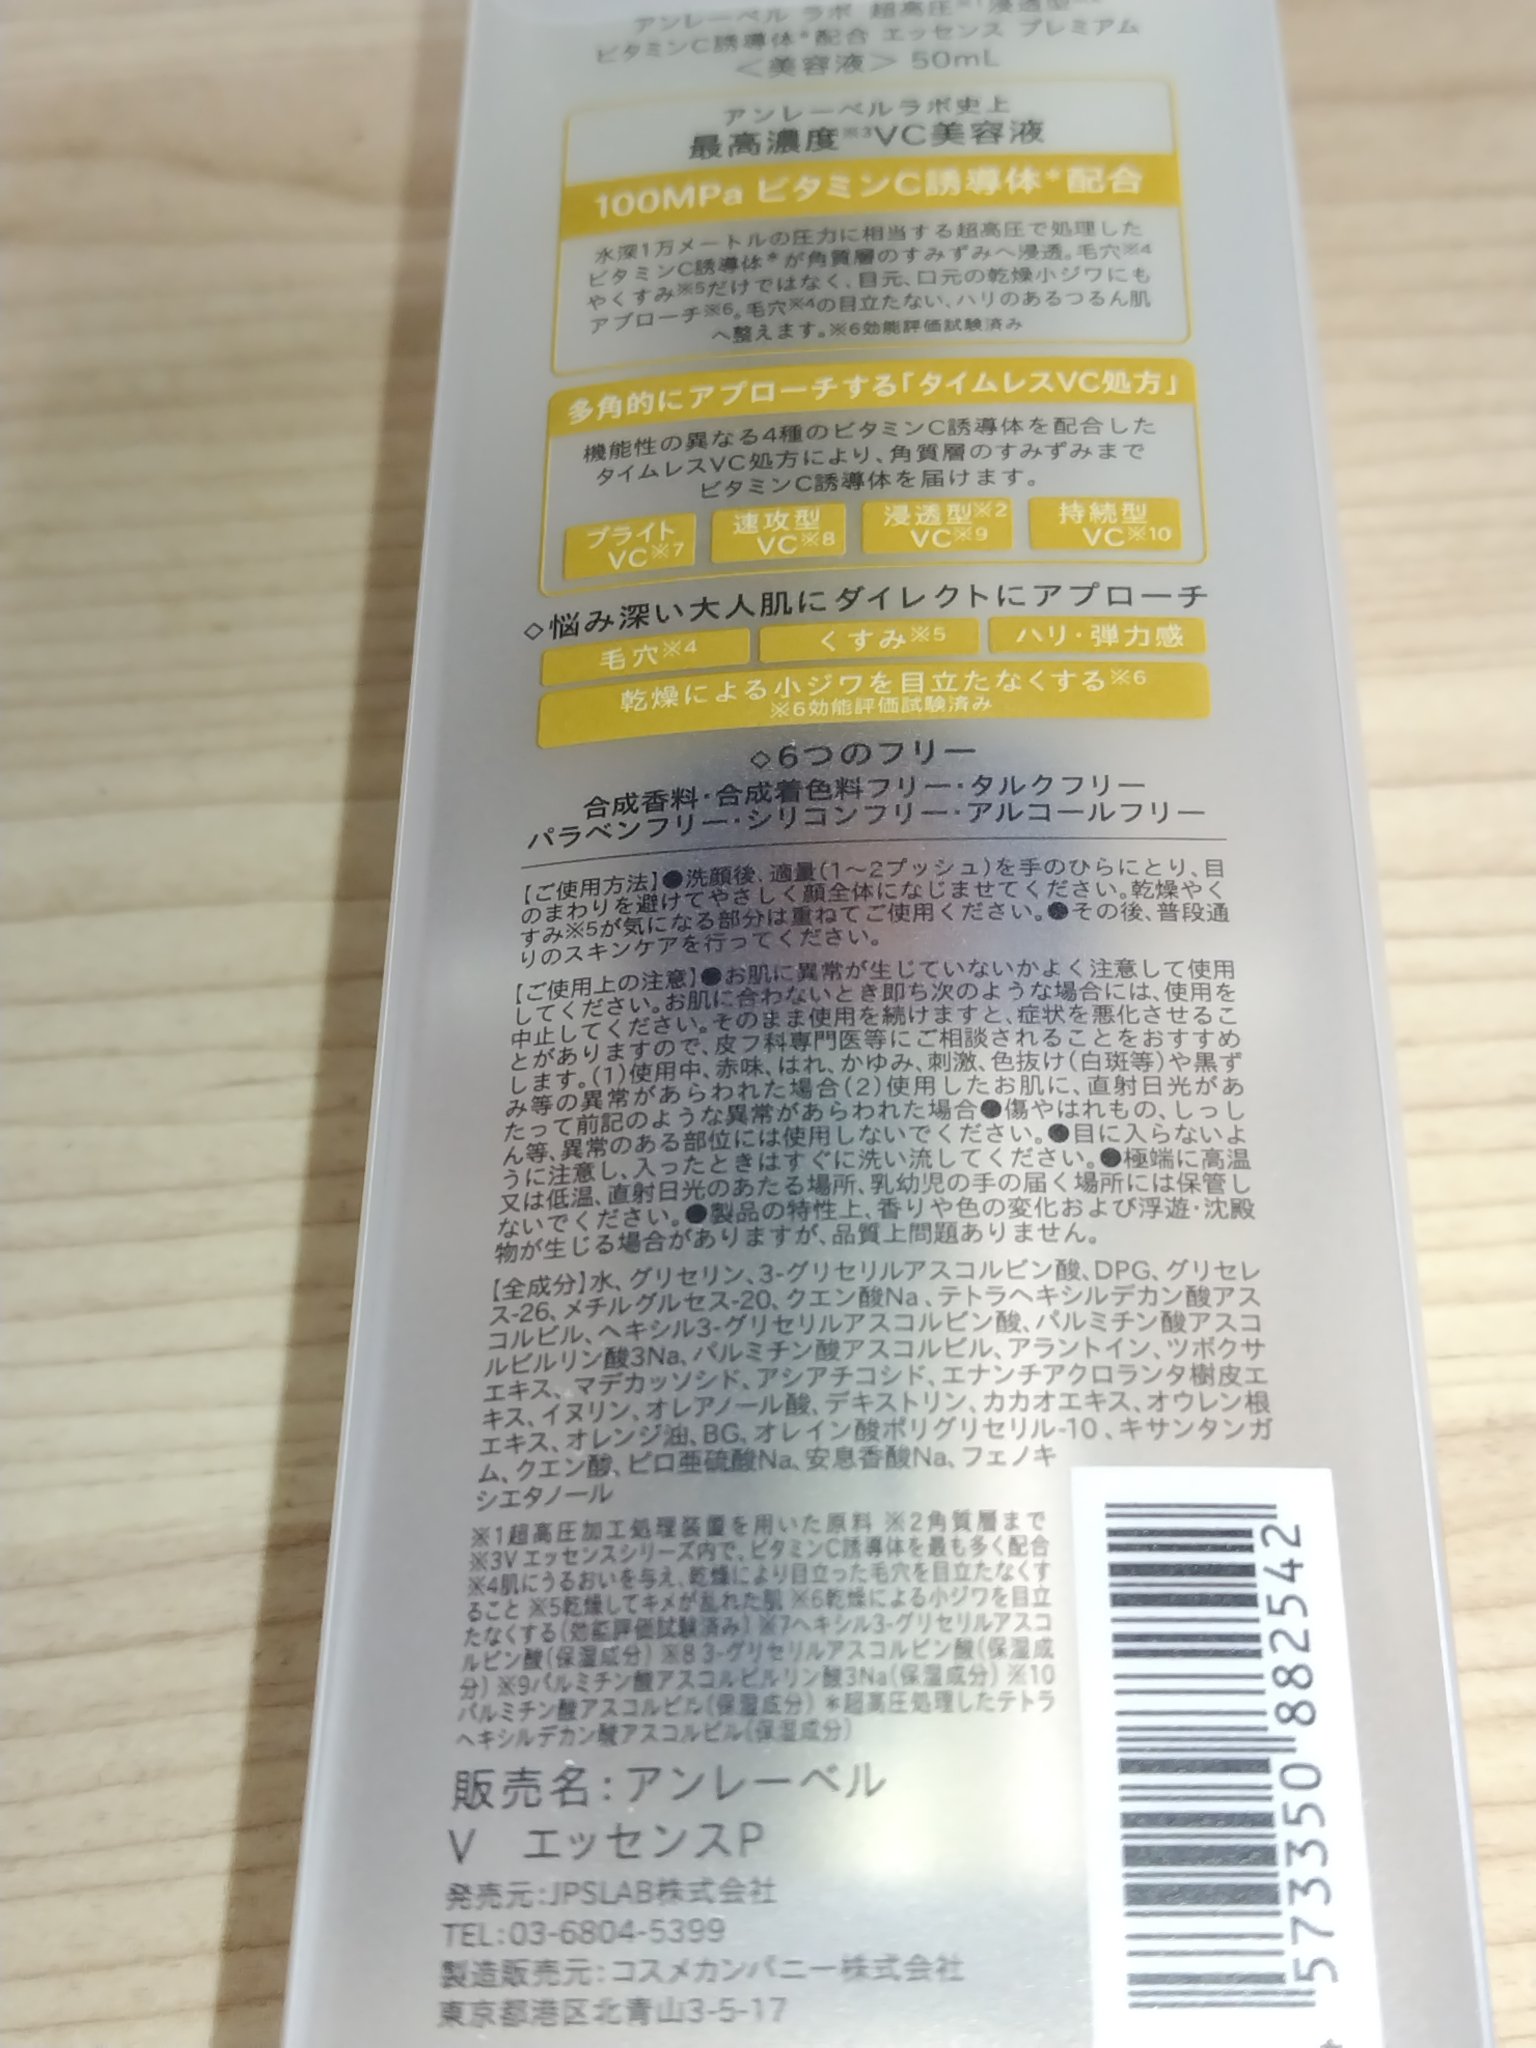 アンレーベル ラボ 超高圧※1浸透型※2
ビタミンC誘導体*配合 エッセンス プレミアム
＜美容液＞ 50mL
アンレーベルラボ史上
最高濃度※3VC美容液
100MPa ビタミンC誘導体*配合
水深1万メートルの圧力に相当する超高圧で処理した
ビタミンC誘導体*が角質層のすみずみへ浸透。毛穴※4
やくすみ※5だけではなく、目元、口元の乾燥小ジワにも
アプローチ※6。毛穴※4の目立たない、ハリのあるつるん肌
へ整えます。※6効能評価試験済み
多角的にアプローチする「タイムレスVC処方」
機能性の異なる4種のビタミンC誘導体を配合した
タイムレスVC処方により、角質層のすみずみまで
ビタミンC誘導体を届けます。
ブライト
VC※7
速攻型
VC※8
浸透型※2
VC※9
持続型
VC※10
◇悩み深い大人肌にダイレクトにアプローチ
毛穴※4
くすみ※5
ハリ・弾力感
乾燥による小ジワを目立たなくする※6
※6効能評価試験済み
◇6つのフリー
合成香料・合成着色料フリー・タルクフリー
パラベンフリー・シリコンフリー・アルコールフリー
【ご使用方法】●洗顔後、適量(1～2プッシュ)を手のひらにとり、目
のまわりを避けてやさしく顔全体になじませてください。乾燥やく
すみ※5が気になる部分は重ねてご使用ください。●その後、普段通
りのスキンケアを行ってください。
【ご使用上の注意】●お肌に異常が生じていないかよく注意して使用
してください。お肌に合わないとき即ち次のような場合には、使用を
中止してください。そのまま使用を続けますと、症状を悪化させるこ
とがありますので、皮フ科専門医等にご相談されることをおすすめ
します。(1)使用中、赤味、はれ、かゆみ、刺激、色抜け(白斑等)や黒ず
み等の異常があらわれた場合(2)使用したお肌に、直射日光があ
たって前記のような異常があらわれた場合●傷やはれもの、しっし
ん等、異常のある部位には使用しないでください。●目に入らないよ
うに注意し、入ったときはすぐに洗い流してください。●極端に高温
又は低温、直射日光のあたる場所、乳幼児の手の届く場所には保管し
ないでください。●製品の特性上、香りや色の変化および浮遊・沈殿
物が生じる場合がありますが、品質上問題ありません。
【全成分】水、グリセリン、3-グリセリルアスコルビン酸、DPG、グリセレ
ス-26、メチルグルセス-20、クエン酸Na、テトラヘキシルデカン酸アス
コルビル、ヘキシル3-グリセリルアスコルビン酸、パルミチン酸アスコ
ルビルリン酸3Na、パルミチン酸アスコルビル、アラントイン、ツボクサ
エキス、マデカッソシド、アシアチコシド、エナンチアクロランタ樹皮エ
キス、イヌリン、オレアノール酸、デキストリン、カカオエキス、オウレン根
エキス、オレンジ油、BG、オレイン酸ポリグリセリル-10、キサンタンガ
ム、クエン酸、ピロ亜硫酸Na、安息香酸Na、フェノキ
シエタノール
※1超高圧加工処理装置を用いた原料 ※2角質層まで
※3V エッセンスシリーズ内で、ビタミンC誘導体を最も多く配合
※4肌にうるおいを与え、乾燥により目立った毛穴を目立たなくす
ること ※5乾燥してキメが乱れた肌 ※6乾燥による小ジワを目立
たなくする(効能評価試験済み) ※7ヘキシル3-グリセリルアスコ
ルビン酸(保湿成分) ※8 3-グリセリルアスコルビン酸(保湿成
分) ※9パルミチン酸アスコルビルリン酸3Na(保湿成分) ※10
パルミチン酸アスコルビル(保湿成分) *超高圧処理したテトラ
ヘキシルデカン酸アスコルビル(保湿成分)
販売名：アンレーベル
V エッセンスP
発売元：JPSLAB株式会社
TEL：03-6804-5399
製造販売元：コスメカンパニー株式会社
東京都港区北青山3-5-17
573350 882542